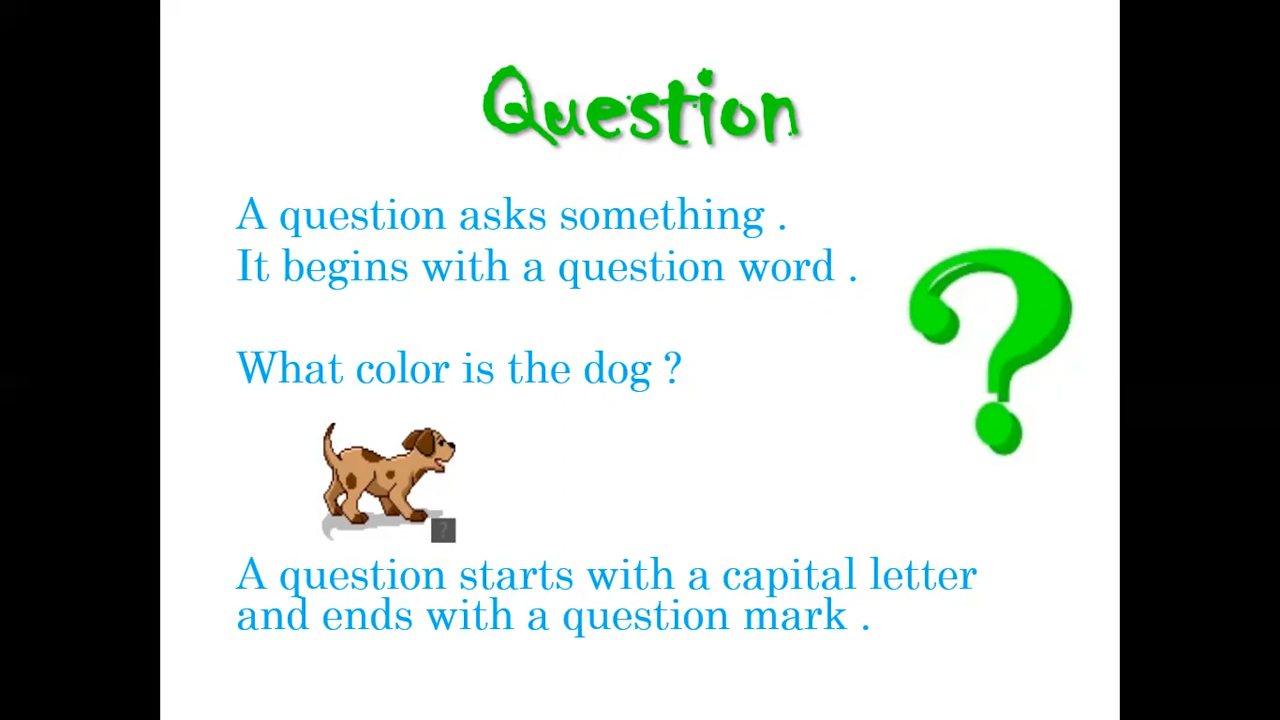 Question
A question asks something .
It begins with a question word .
What color is the dog ?
?
A question starts with a capital letter
and ends with a question mark .